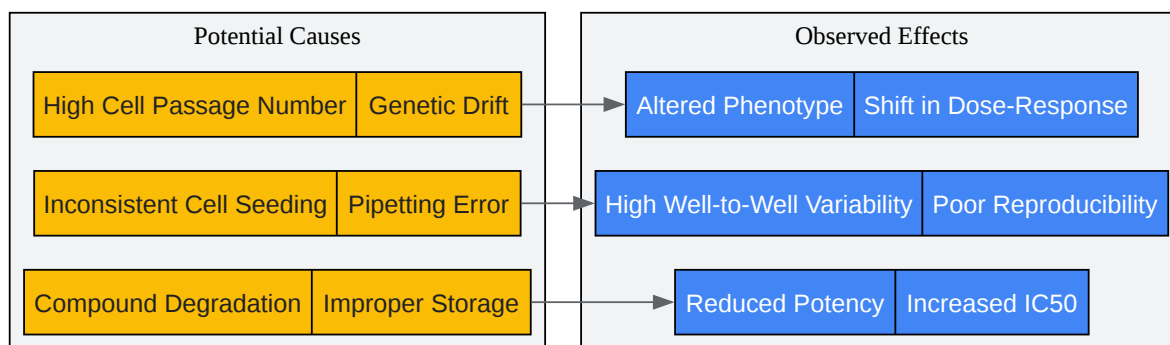 Potential Causes
High Cell Passage Number Genetic Drift
Inconsistent Cell Seeding Pipetting Error
Compound Degradation Improper Storage
Observed Effects
Altered Phenotype Shift in Dose-Response
High Well-to-Well Variability Poor Reproducibility
Reduced Potency Increased IC50